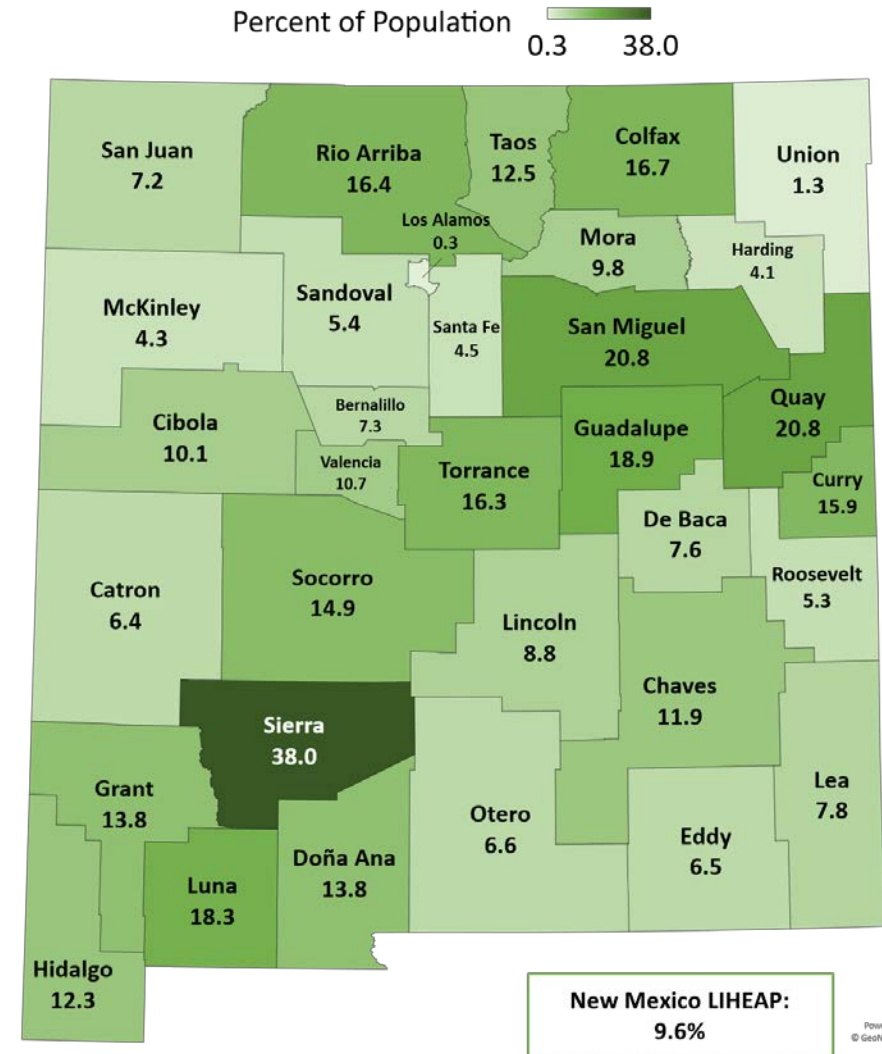 Percent of Population
0.3 38.0
San Juan
7.2
Rio Arriba
16.4
Taos
12.5
Colfax
16.7
Union
1.3
Los Alamos
0.3
Mora
9.8
Harding
4.1
McKinley
4.3
Sandoval
5.4
Santa Fe
4.5
San Miguel
20.8
Quay
20.8
Cibola
10.1
Bernalillo
7.3
Valencia
10.7
Torrance
16.3
Guadalupe
18.9
Curry
15.9
De Baca
7.6
Roosevelt
5.3
Catron
6.4
Socorro
14.9
Lincoln
8.8
Chaves
11.9
Sierra
38.0
Grant
13.8
Luna
18.3
Doña Ana
13.8
Otero
6.6
Eddy
6.5
Lea
7.8
Hidalgo
12.3
New Mexico LIHEAP:
9.6%